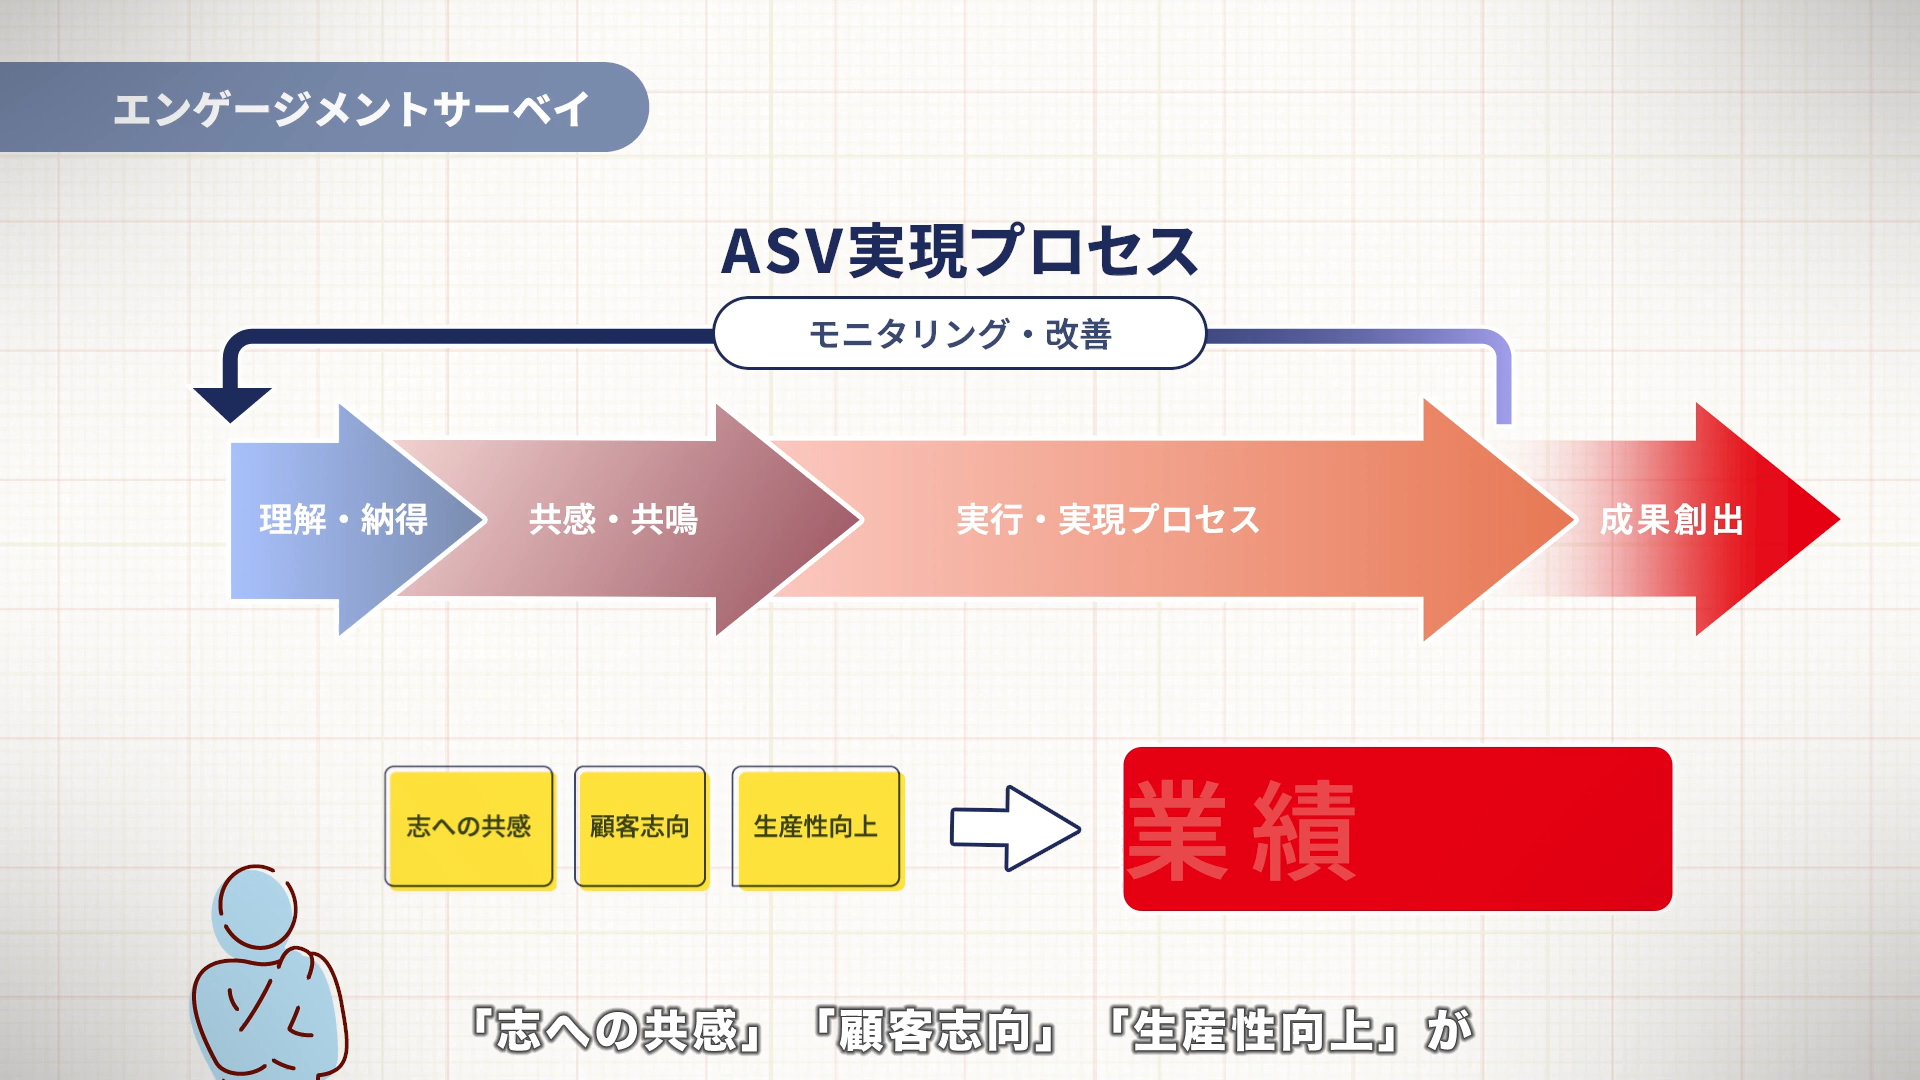 エンゲージメントサーベイ
ASV実現プロセス
モニタリング・改善
理解・納得
共感・共鳴
実行・実現プロセス
成果創出
志への共感
顧客志向
生産性向上
業績
「志への共感」「顧客志向」「生産性向上」が